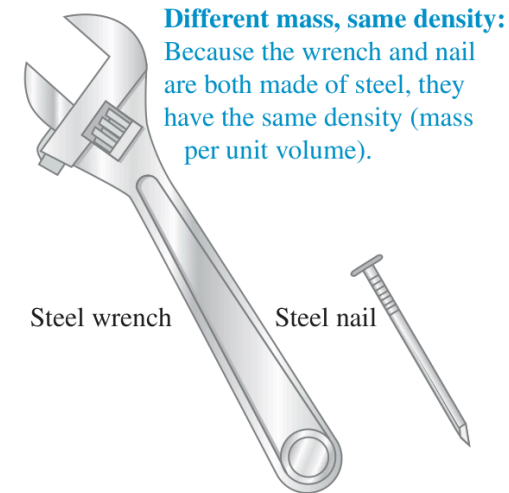 Different mass, same density:
Because the wrench and nail
are both made of steel, they
have the same density (mass
per unit volume).
Steel wrench
Steel nail